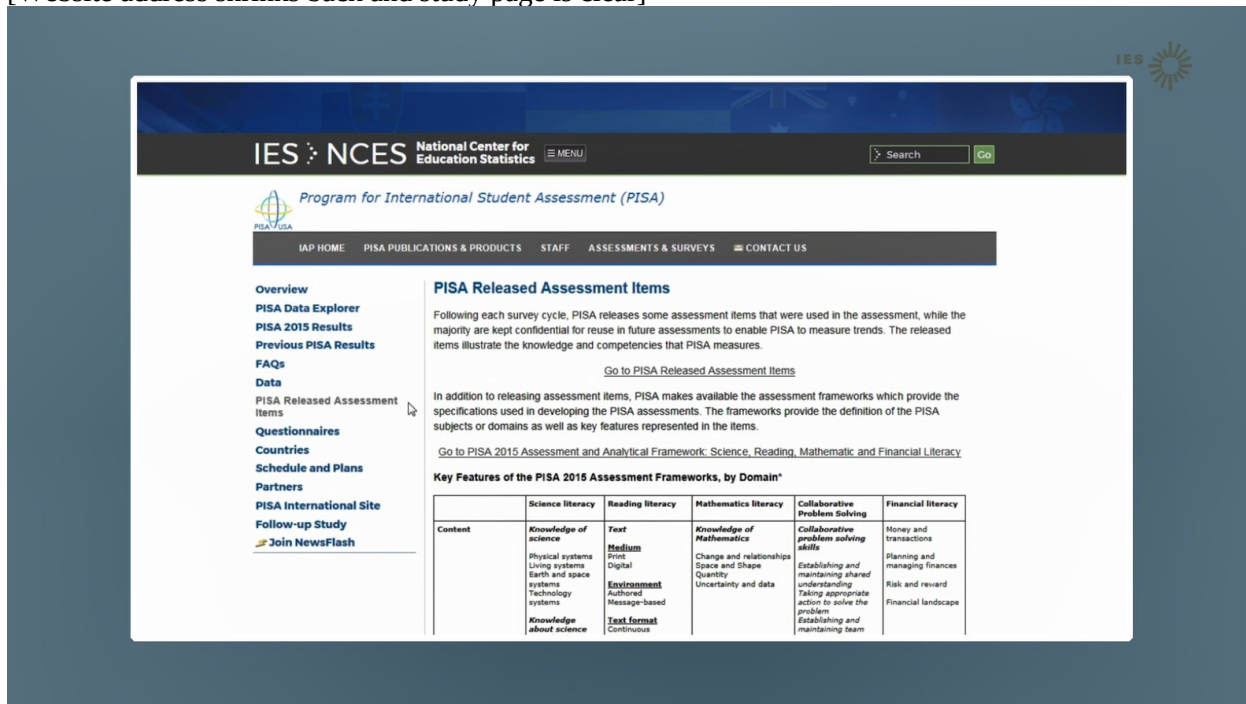 [Website address shrinks back and study page is clear]
IES
IES NCES National Center for Education Statistics
MENU
Search
Go
Program for International Student Assessment (PISA)
PISA USA
IAP HOME PISA PUBLICATIONS & PRODUCTS STAFF ASSESSMENTS & SURVEYS CONTACT US
Overview
PISA Data Explorer
PISA 2015 Results
Previous PISA Results
FAQs
Data
PISA Released Assessment
Items
Questionnaires
Countries
Schedule and Plans
Partners
PISA International Site
Follow-up Study
Join NewsFlash
PISA Released Assessment Items
Following each survey cycle, PISA releases some assessment items that were used in the assessment, while the
majority are kept confidential for reuse in future assessments to enable PISA to measure trends. The released
items illustrate the knowledge and competencies that PISA measures.
Go to PISA Released Assessment Items
In addition to releasing assessment items, PISA makes available the assessment frameworks which provide the
specifications used in developing the PISA assessments. The frameworks provide the definition of the PISA
subjects or domains as well as key features represented in the items.
Go to PISA 2015 Assessment and Analytical Framework: Science, Reading, Mathematic and Financial Literacy
Key Features of the PISA 2015 Assessment Frameworks, by Domain*
Science literacy
Reading literacy
Mathematics literacy
Collaborative
Problem Solving
Financial literacy
Content
Knowledge of
science
Physical systems
Living systems
Earth and space
systems
Technology
systems
Knowledge
about science
Text
Medium
Print
Digital
Environment
Authored
Message-based
Text format
Continuous
Knowledge of
Mathematics
Change and relationships
Space and Shape
Quantity
Uncertainty and data
Collaborative
problem solving
skills
Establishing and
maintaining shared
understanding
Taking appropriate
action to solve the
problem
Establishing and
maintaining team
Money and
transactions
Planning and
managing finances
Risk and reward
Financial landscape